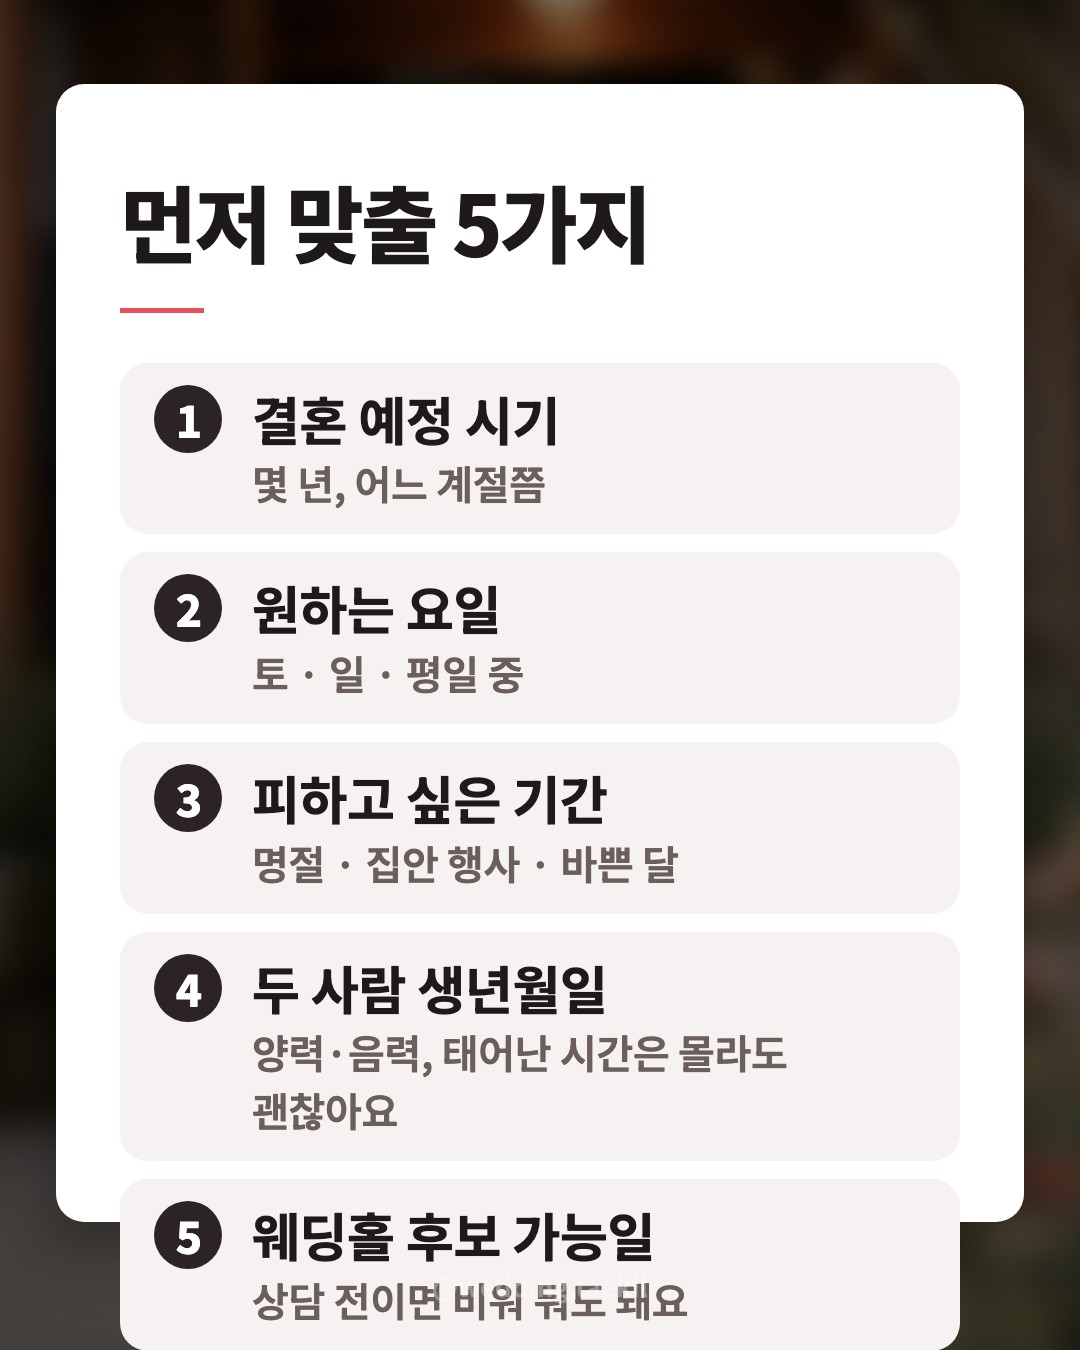 먼저 맞출 5가지
1 결혼 예정 시기
몇 년, 어느 계절쯤
2 원하는 요일
토 · 일 · 평일 중
3 피하고 싶은 기간
명절 · 집안 행사 · 바쁜 달
4 두 사람 생년월일
양력·음력, 태어난 시간은 몰라도
괜찮아요
5 웨딩홀 후보 가능일
상담 전이면 비워 둬도 돼요